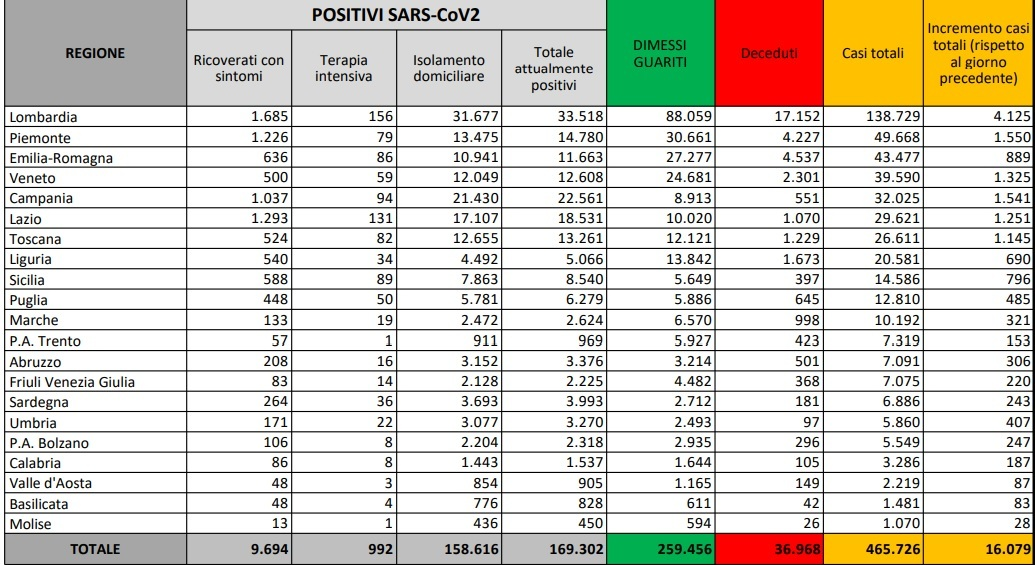 REGIONE
POSITIVI SARS-CoV2
Ricoverati con sintomi
Terapia intensiva
Isolamento domiciliare
Totale attualmente positivi
DIMESSI GUARITI
Deceduti
Casi totali
Incremento casi totali (rispetto al giorno precedente)
Lombardia 1.685 156 31.677 33.518 88.059 17.152 138.729 4.125
Piemonte 1.226 79 13.475 14.780 30.661 4.227 49.668 1.550
Emilia-Romagna 636 86 10.941 11.663 27.277 4.537 43.477 889
Veneto 500 59 12.049 12.608 24.681 2.301 39.590 1.325
Campania 1.037 94 21.430 22.561 8.913 551 32.025 1.541
Lazio 1.293 131 17.107 18.531 10.020 1.070 29.621 1.251
Toscana 524 82 12.655 13.261 12.121 1.229 26.611 1.145
Liguria 540 34 4.492 5.066 13.842 1.673 20.581 690
Sicilia 588 89 7.863 8.540 5.649 397 14.586 796
Puglia 448 50 5.781 6.279 5.886 645 12.810 485
Marche 133 19 2.472 2.624 6.570 998 10.192 321
P.A. Trento 57 1 911 969 5.927 423 7.319 153
Abruzzo 208 16 3.152 3.376 3.214 501 7.091 306
Friuli Venezia Giulia 83 14 2.128 2.225 4.482 368 7.075 220
Sardegna 264 36 3.693 3.993 2.712 181 6.886 243
Umbria 171 22 3.077 3.270 2.493 97 5.860 407
P.A. Bolzano 106 8 2.204 2.318 2.935 296 5.549 247
Calabria 86 8 1.443 1.537 1.644 105 3.286 187
Valle d'Aosta 48 3 854 905 1.165 149 2.219 87
Basilicata 48 4 776 828 611 42 1.481 83
Molise 13 1 436 450 594 26 1.070 28
TOTALE 9.694 992 158.616 169.302 259.456 36.968 465.726 16.079